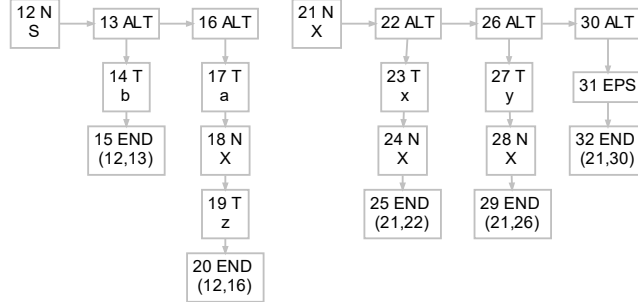 12 N
S
13 ALT
16 ALT
14 T
b
17 T
a
15 END
(12,13)
18 N
X
19 T
z
20 END
(12,16)
21 N
X
22 ALT
26 ALT
30 ALT
23 T
x
27 T
y
31 EPS
24 N
X
28 N
X
32 END
(21,30)
25 END
(21,22)
29 END
(21,26)